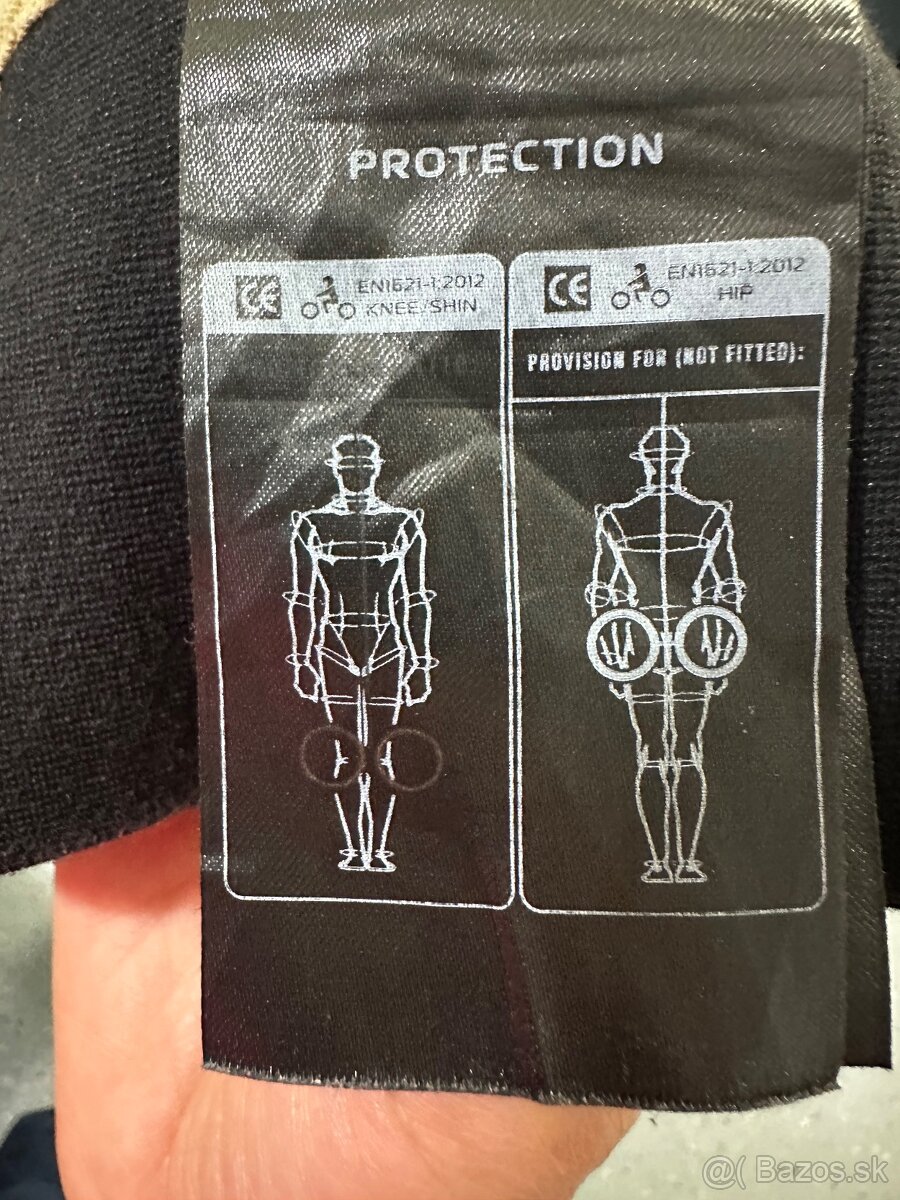 PROTECTION
CE EN1621-1:2012
KNEE/SHIN
CE EN1621-1:2012
HIP
PROVISION FOR (NOT FITTED):
@( Bazos.sk